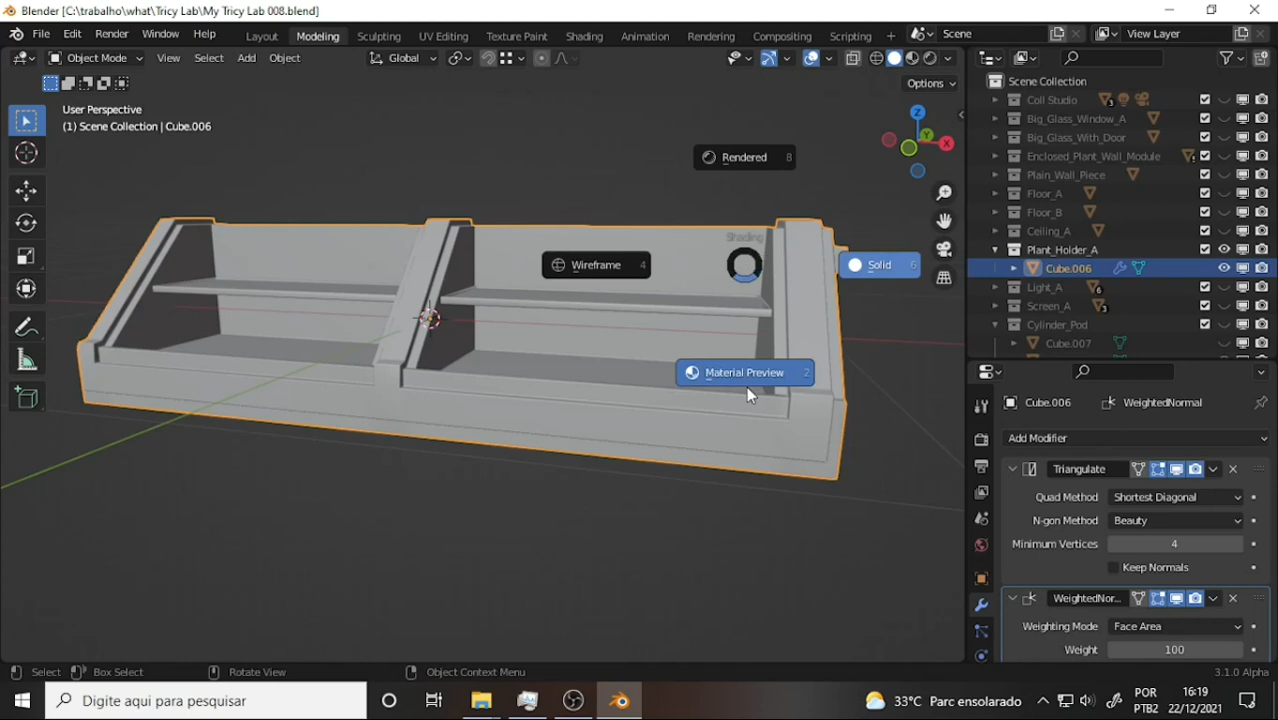 Blender [C:\trabalho\what\Tricy Lab\My Tricy Lab 008.blend]
File Edit Render Window Help Layout Modeling Sculpting UV Editing Texture Paint Shading Animation Rendering Compositing Scripting + Scene View Layer
Object Mode View Select Add Object Global
Options
User Perspective
(1) Scene Collection | Cube.006
Z
Y
X
Rendered 8
Shading
Wireframe 4
Solid 6
Material Preview 2
Scene Collection
Coll Studio 3
Big_Glass_Window_A
Big_Glass_With_Door
Enclosed_Plant_Wall_Module
Plain_Wall_Piece
Floor_A
Floor_B
Ceiling_A
Plant_Holder_A
Cube.006
Light_A 6
Screen_A 3
Cylinder_Pod
Cube.007
Cube.006 WeightedNormal
Add Modifier
Triangulate
Quad Method Shortest Diagonal
N-gon Method Beauty
Minimum Vertices 4
Keep Normals
WeightedNor...
Weighting Mode Face Area
Weight 100
Select Box Select Rotate View Object Context Menu 3.1.0 Alpha
Digite aqui para pesquisar
33°C Parc ensolarado
POR
PTB2
16:19
22/12/2021